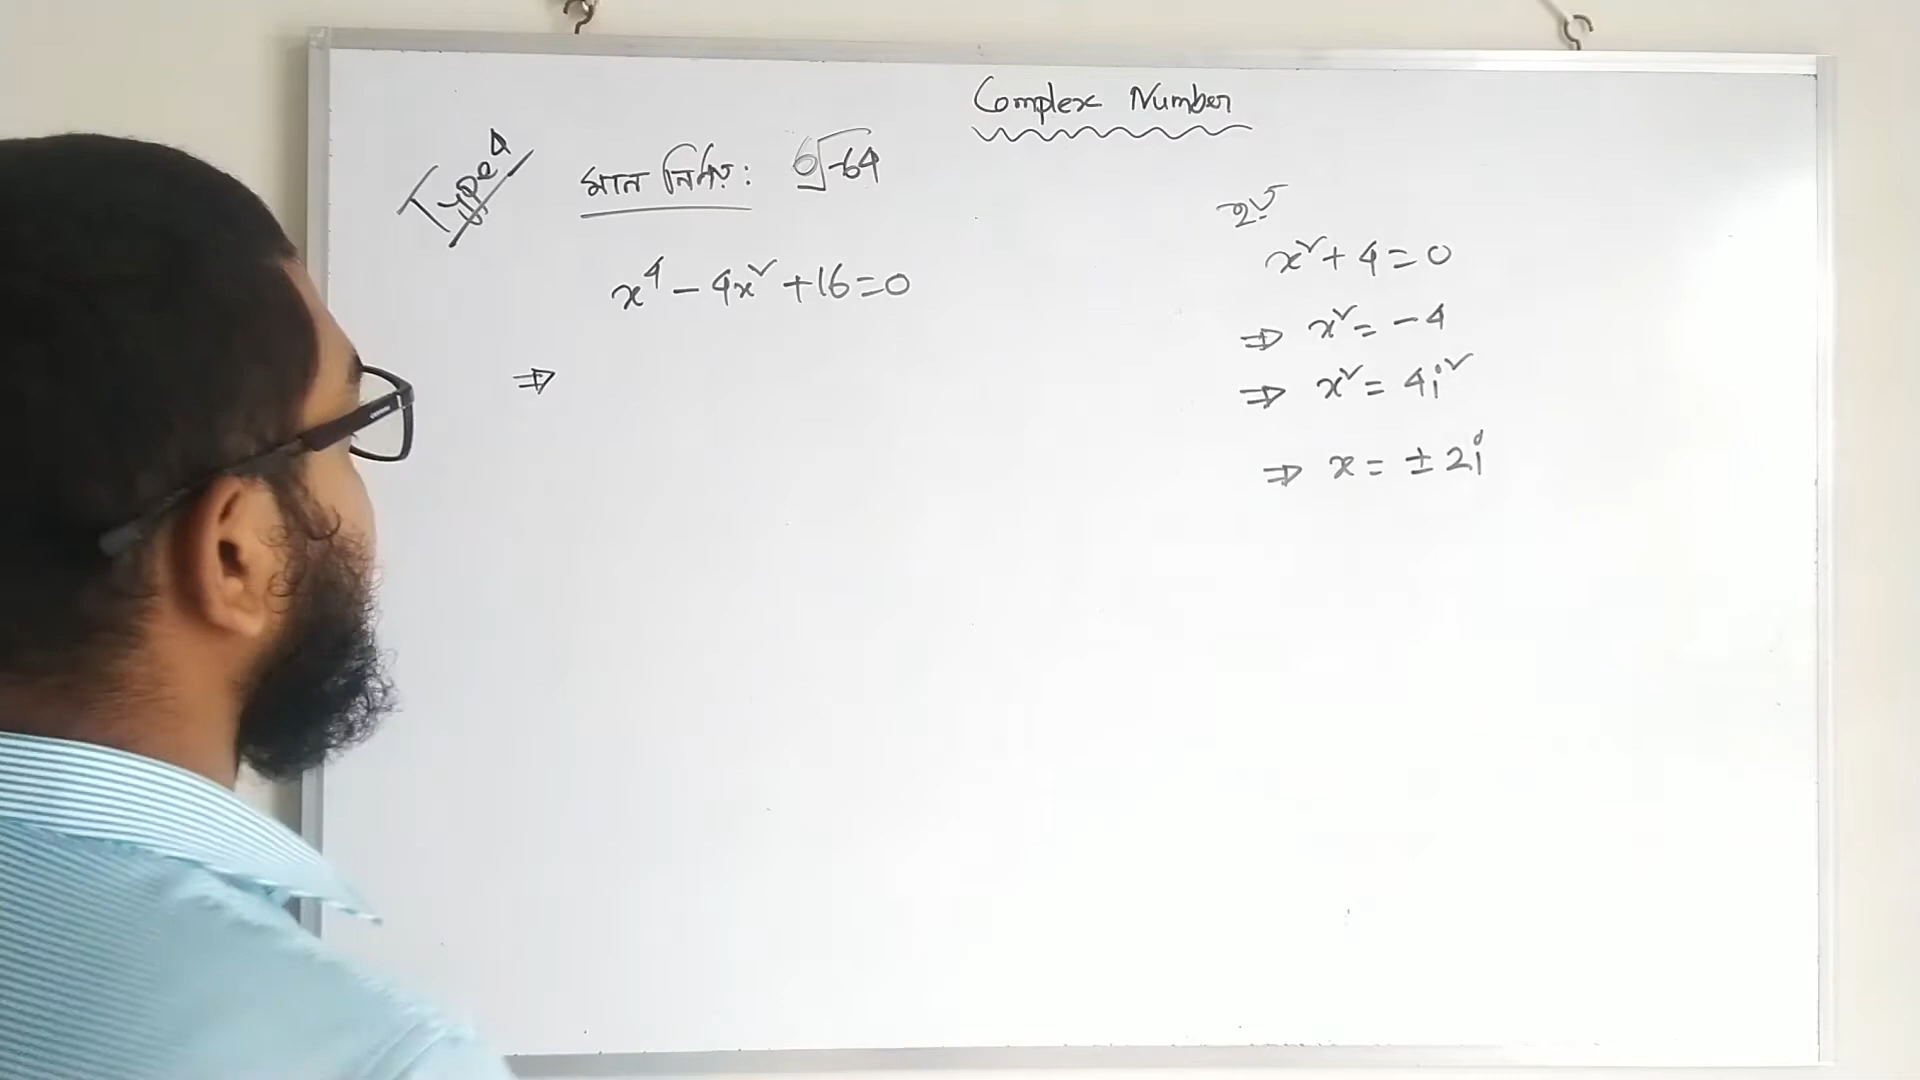 Complex Number
Type 4
মান নির্ণয়: ⁶√-64
x⁴ - 4x² + 16 = 0
⇒
হয়
x² + 4 = 0
⇒ x² = - 4
⇒ x² = 4i²
⇒ x = ± 2i